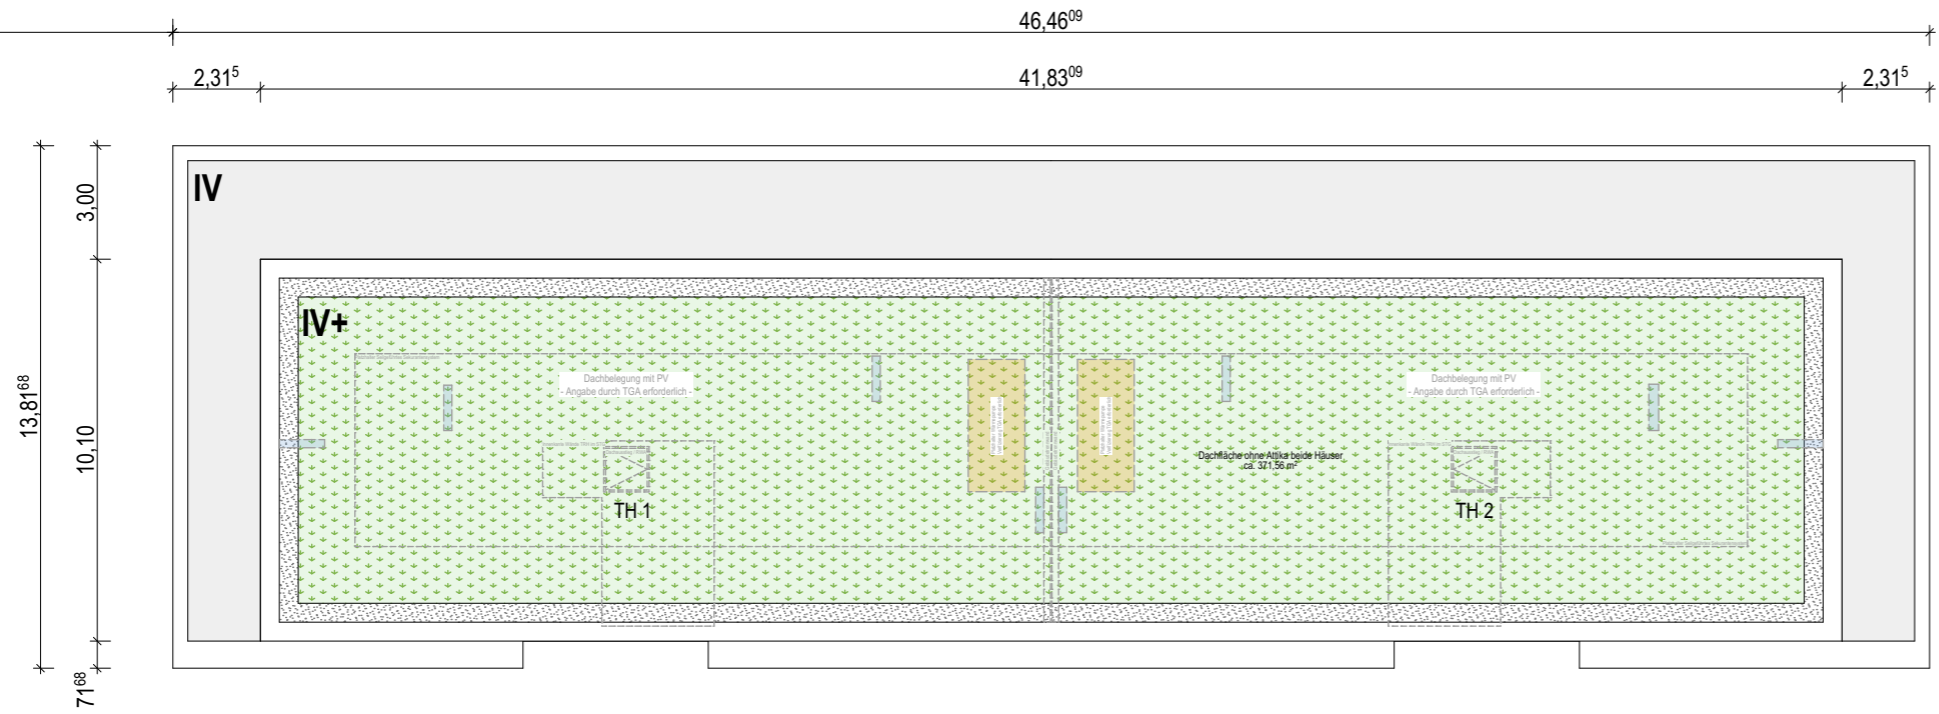 46,46⁰⁹
2,31⁵
41,83⁰⁹
2,31⁵
3,00
10,10
13,81⁶⁸
71⁶⁸
IV
IV+
Dachbelegung mit PV
- Angabe durch TGA erforderlich -
Dachbelegung mit PV
- Angabe durch TGA erforderlich -
Dachfläche ohne Attika beide Häuser
ca. 371,56 m²
TH 1
TH 2